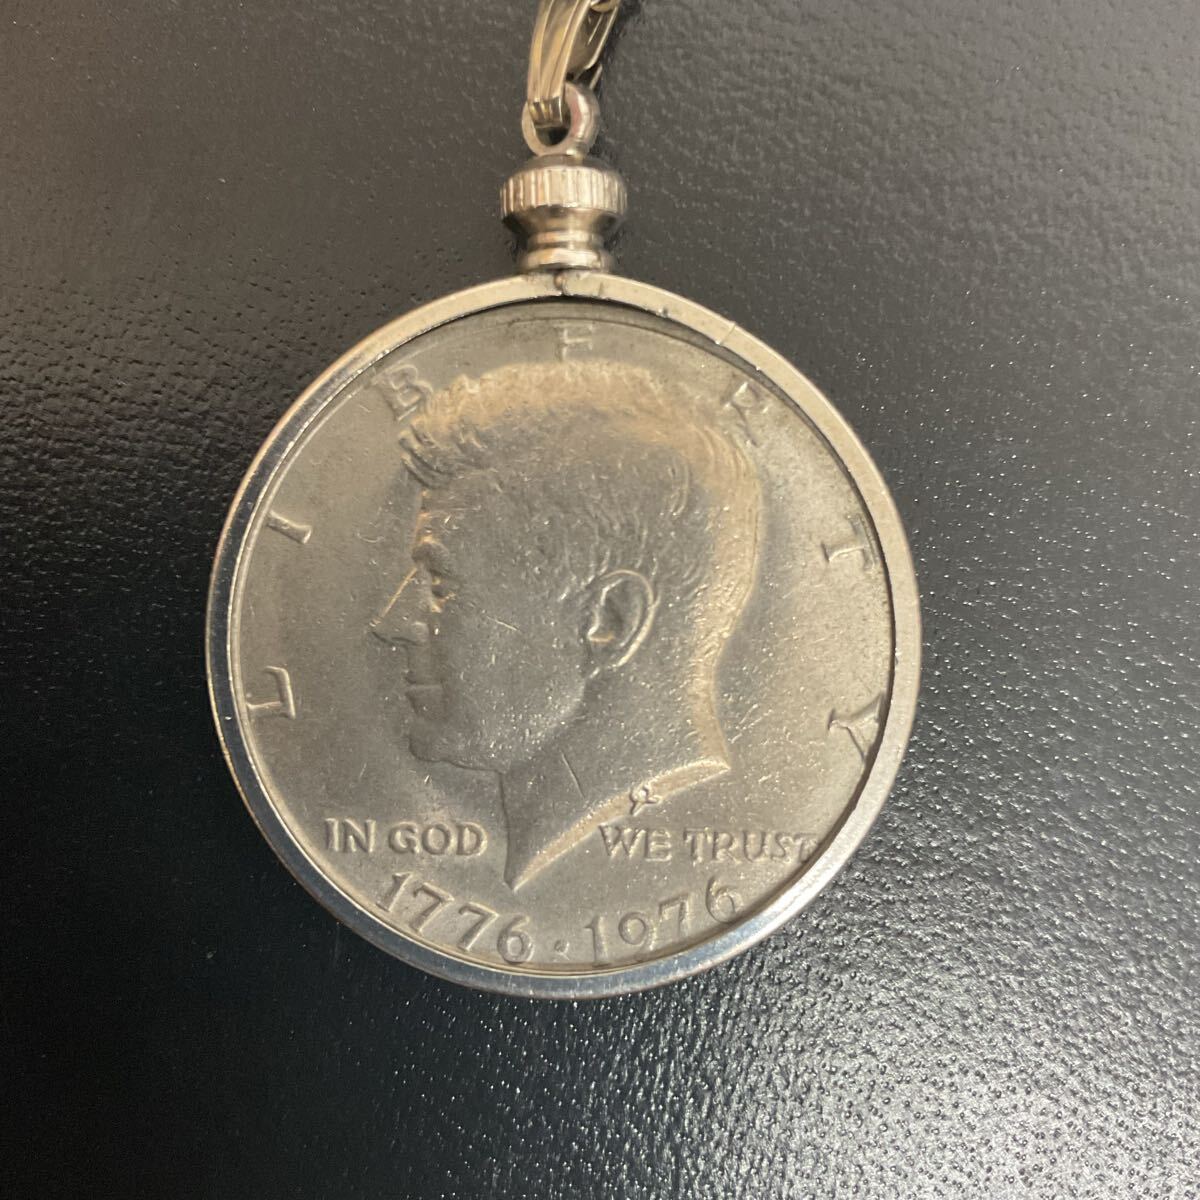 LIBERTY
IN GOD WE TRUST
1776·1976